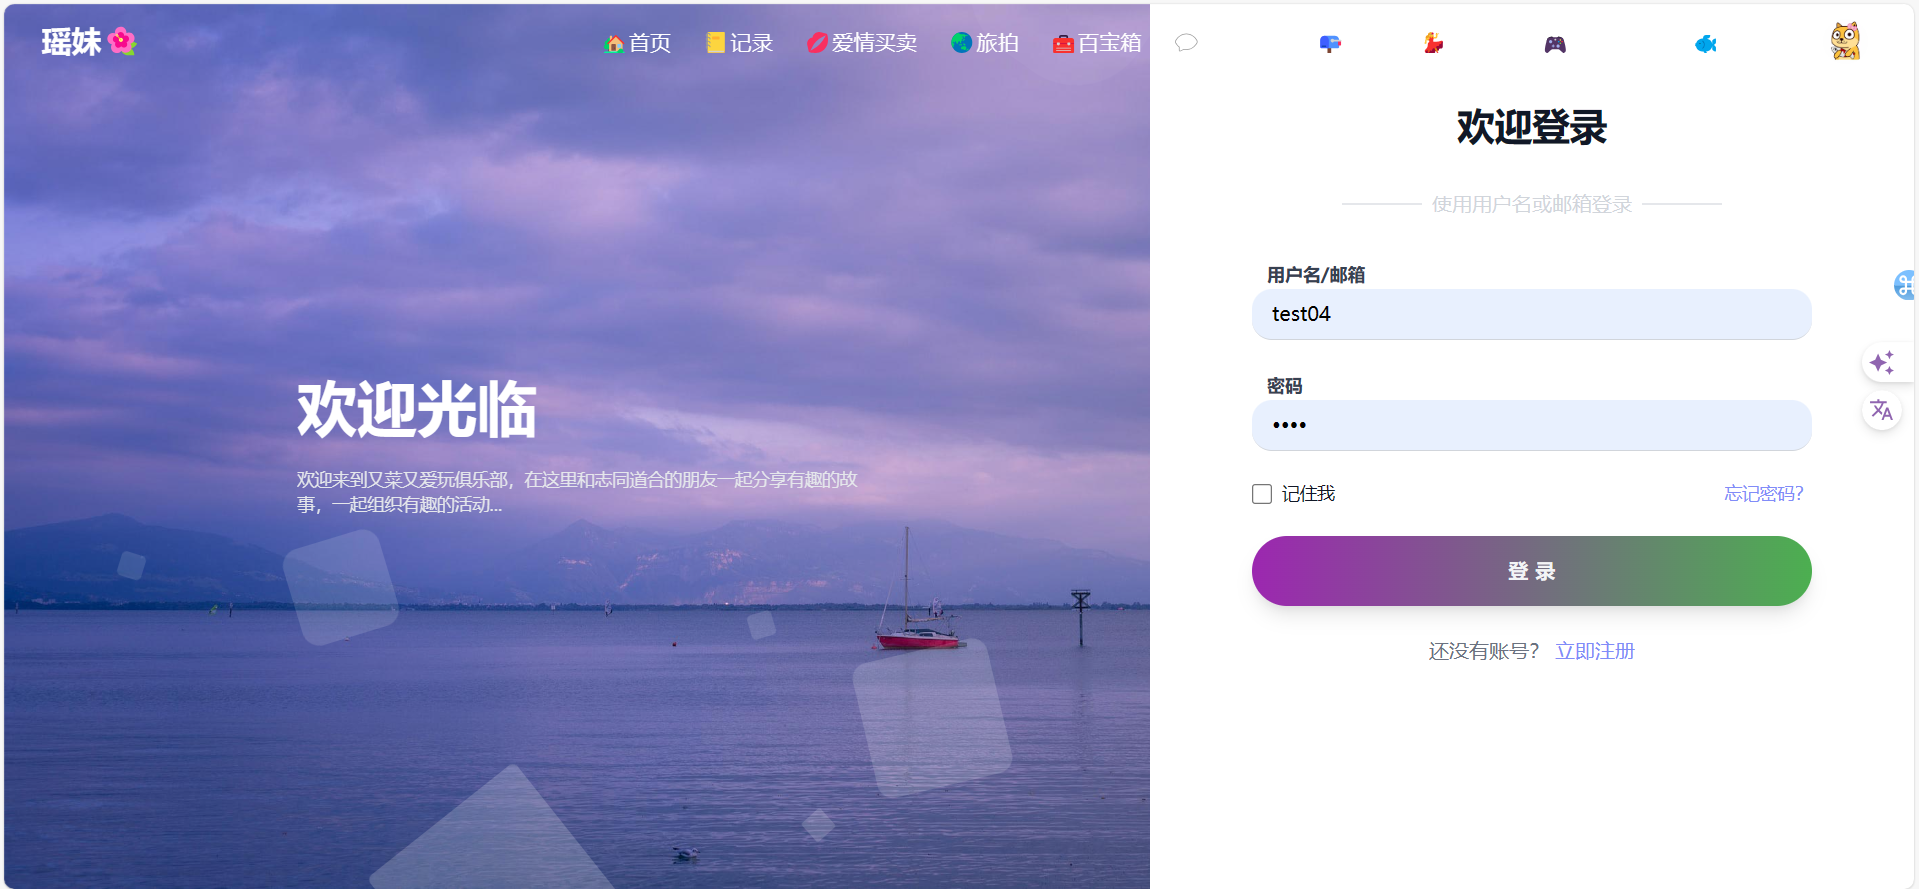 瑶妹
首页 记录 爱情买卖 旅拍 百宝箱
欢迎光临
欢迎来到又菜又爱玩俱乐部，在这里和志同道合的朋友一起分享有趣的故
事，一起组织有趣的活动...
欢迎登录
使用用户名或邮箱登录
用户名/邮箱
test04
密码
••••
记住我 忘记密码?
登 录
还没有账号? 立即注册